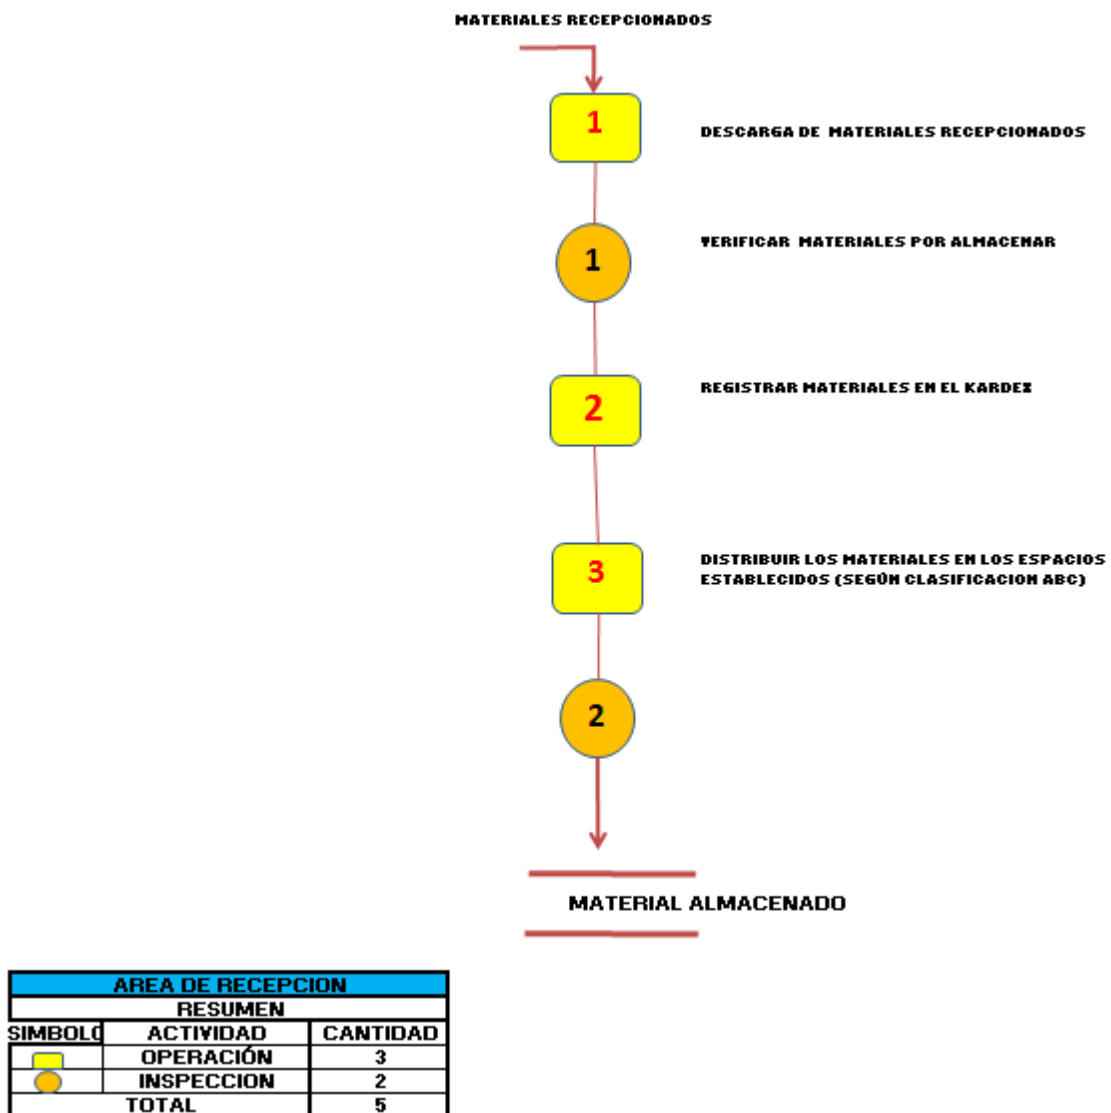 MATERIALES RECEPCIONADOS
1
DESCARGA DE MATERIALES RECEPCIONADOS
1
VERIFICAR MATERIALES POR ALMACENAR
2
REGISTRAR MATERIALES EN EL KARDEX
3
DISTRIBUIR LOS MATERIALES EN LOS ESPACIOS
ESTABLECIDOS (SEGÚN CLASIFICACION ABC)
2
MATERIAL ALMACENADO
AREA DE RECEPCION
RESUMEN
SIMBOLO ACTIVIDAD CANTIDAD
OPERACIÓN 3
INSPECCION 2
TOTAL 5